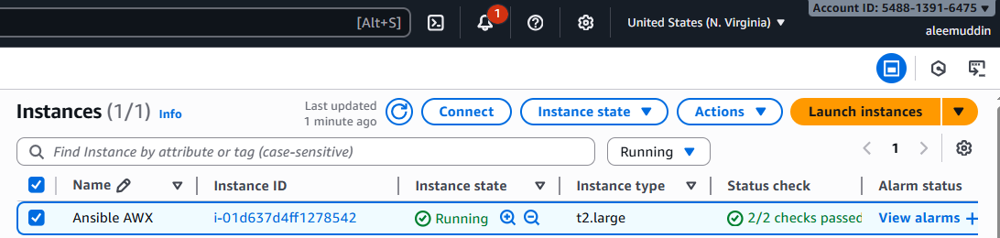 Account ID: 5488-1391-6475
[Alt+S]
1
United States (N. Virginia)
aleemuddin
Instances (1/1) Info
Last updated
1 minute ago
Connect
Instance state
Actions
Launch instances
Find Instance by attribute or tag (case-sensitive)
Running
1
Name Instance ID Instance state Instance type Status check Alarm status
Ansible AWX i-01d637d4ff1278542 Running t2.large 2/2 checks passed View alarms +